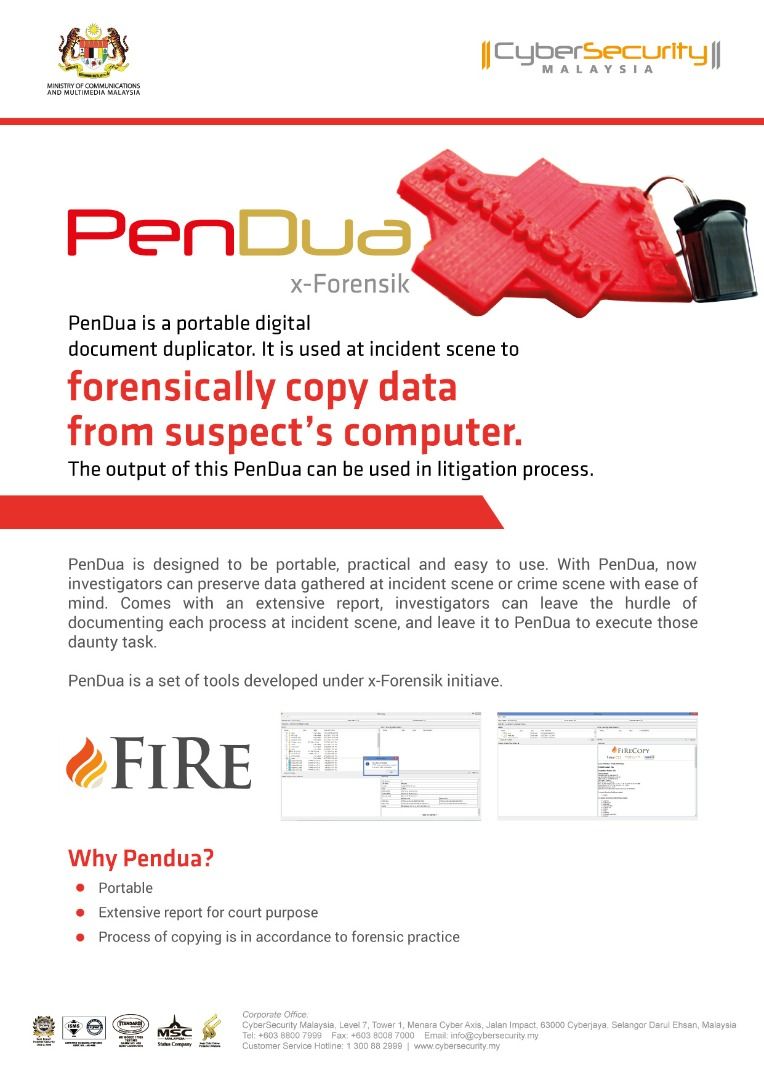 MINISTRY OF COMMUNICATIONS
AND MULTIMEDIA MALAYSIA
CyberSecurity
MALAYSIA
FORENSIK
PenDua
x-Forensik
PenDua is a portable digital
document duplicator. It is used at incident scene to
forensically copy data
from suspect's computer.
The output of this PenDua can be used in litigation process.
PenDua is designed to be portable, practical and easy to use. With PenDua, now
investigators can preserve data gathered at incident scene or crime scene with ease of
mind. Comes with an extensive report, investigators can leave the hurdle of
documenting each process at incident scene, and leave it to PenDua to execute those
daunty task.
PenDua is a set of tools developed under x-Forensik initiave.
FIRE
FIRECOPY
Why Pendua?
Portable
Extensive report for court purpose
Process of copying is in accordance to forensic practice
ISMS
STANDARDS
MSC
MALAYSIA
Status Company
Corporate Office.
CyberSecurity Malaysia, Level 7, Tower 1, Menara Cyber Axis, Jalan Impact, 63000 Cyberjaya. Selangor Darul Ehsan, Malaysia
Tel: +603 8800 7999 Fax: +603 8008 7000 Email: info@cybersecurity.my
Customer Service Hotline: 1 300 88 2999 | www.cybersecurity.my